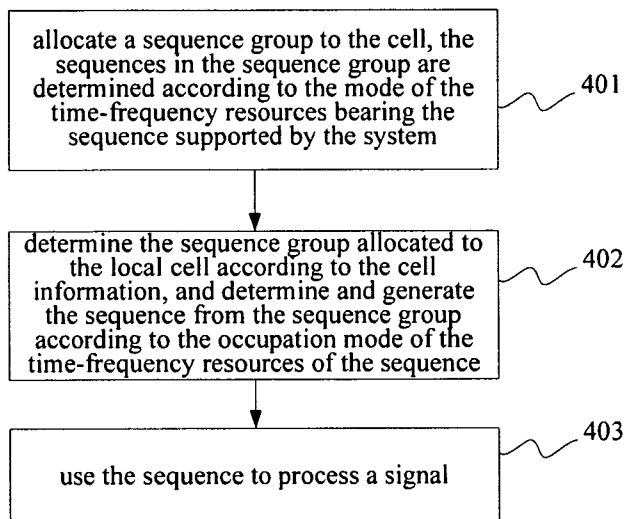 allocate a sequence group to the cell, the
sequences in the sequence group are
determined according to the mode of the
time-frequency resources bearing the
sequence supported by the system
401
determine the sequence group allocated to
the local cell according to the cell
information, and determine and generate
the sequence from the sequence group
according to the occupation mode of the
time-frequency resources of the sequence
402
use the sequence to process a signal
403